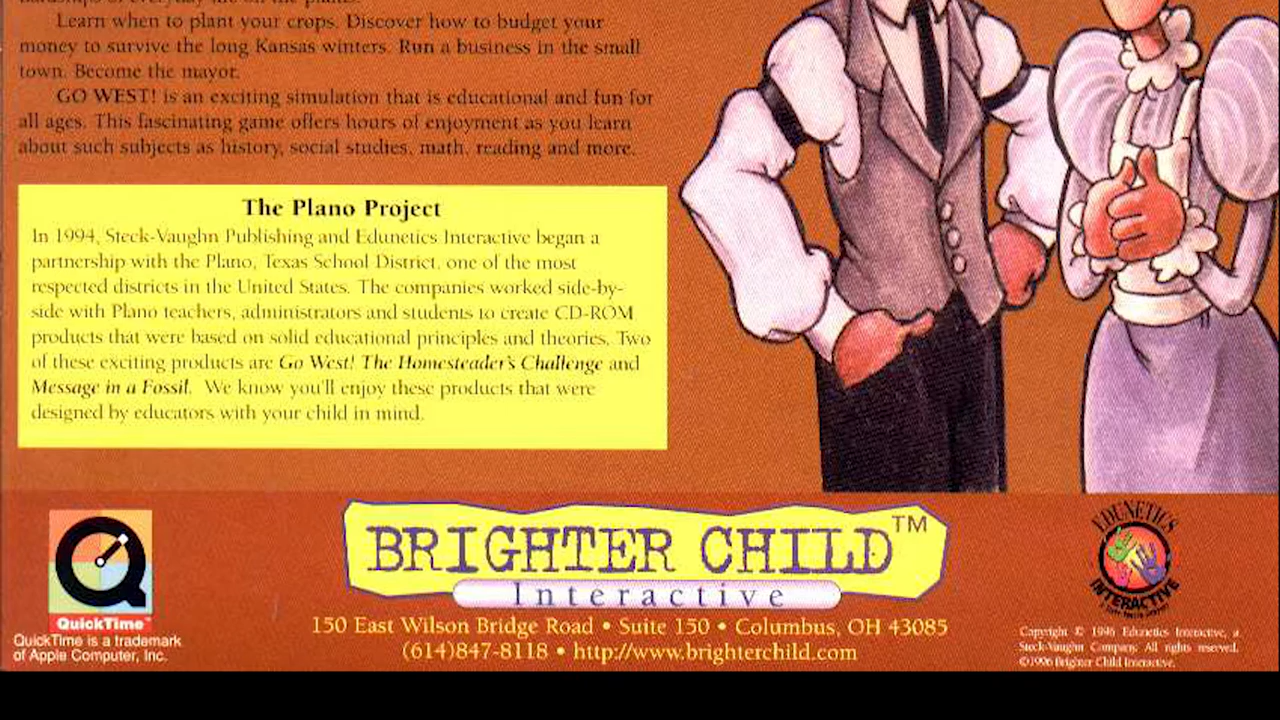 hardships of everyday life on the plains.
Learn when to plant your crops. Discover how to budget your
money to survive the long Kansas winters. Run a business in the small
town. Become the mayor.
GO WEST! is an exciting simulation that is educational and fun for
all ages. This fascinating game offers hours of enjoyment as you learn
about such subjects as history, social studies, math, reading and more.
The Plano Project
In 1994, Steck-Vaughn Publishing and Edunetics Interactive began a
partnership with the Plano, Texas School District, one of the most
respected districts in the United States. The companies worked side-by-
side with Plano teachers, administrators and students to create CD-ROM
products that were based on solid educational principles and theories. Two
of these exciting products are Go West! The Homesteader's Challenge and
Message in a Fossil. We know you'll enjoy these products that were
designed by educators with your child in mind.
QuickTime™
QuickTime is a trademark
of Apple Computer, Inc.
BRIGHTER CHILD™
Interactive
150 East Wilson Bridge Road • Suite 150 • Columbus, OH 43085
(614)847-8118 • http://www.brighterchild.com
EDUNETICS
INTERACTIVE
Copyright © 1996 Edunetics Interactive, a
Steck-Vaughn Company. All rights reserved.
©1996 Brighter Child Interactive.